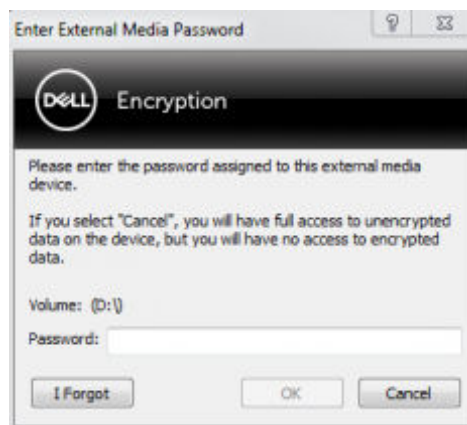 Enter External Media Password
DELL Encryption
Please enter the password assigned to this external media
device.
If you select "Cancel", you will have full access to unencrypted
data on the device, but you will have no access to encrypted
data.
Volume: (D:\)
Password:
I Forgot OK Cancel